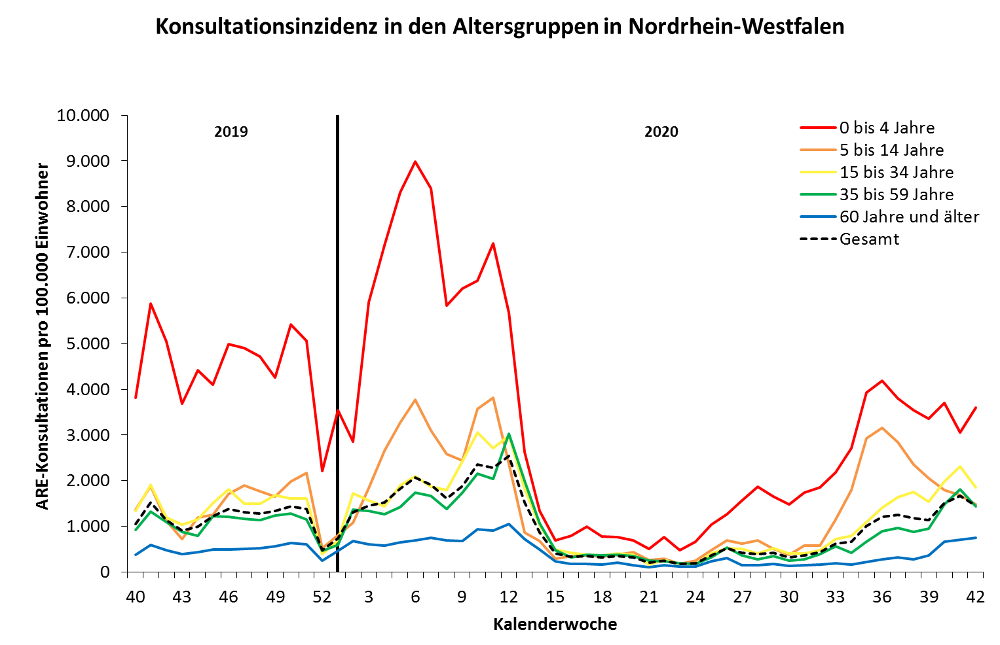 Konsultationsinzidenz in den Altersgruppen in Nordrhein-Westfalen
ARE-Konsultationen pro 100.000 Einwohner
10.000
9.000
8.000
7.000
6.000
5.000
4.000
3.000
2.000
1.000
0
2019
2020
0 bis 4 Jahre
5 bis 14 Jahre
15 bis 34 Jahre
35 bis 59 Jahre
60 Jahre und älter
Gesamt
40 43 46 49 52 3 6 9 12 15 18 21 24 27 30 33 36 39 42
Kalenderwoche